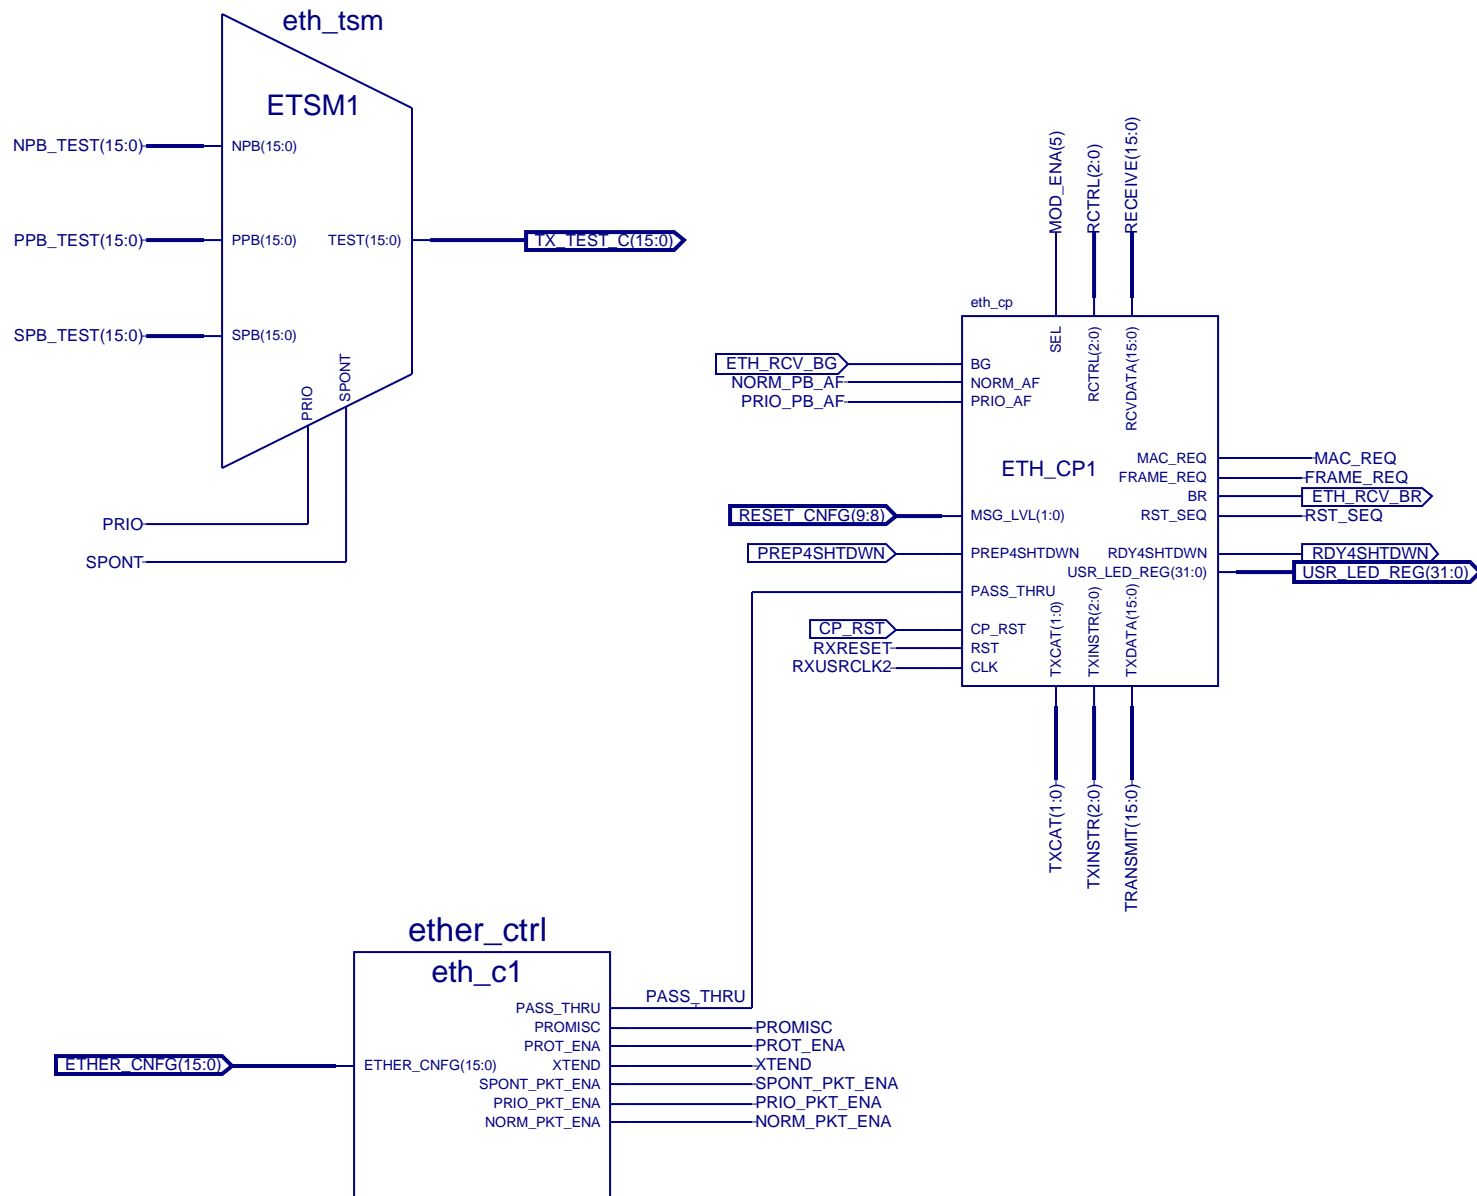 eth_tsm
ETSM1
NPB_TEST(15:0)
NPB(15:0)
PPB_TEST(15:0)
PPB(15:0)
TEST(15:0)
TX_TEST_C(15:0)
SPB_TEST(15:0)
SPB(15:0)
PRIO
SPONT
PRIO
SPONT
MOD_ENA(5)
RCTRL(2:0)
RECEIVE(15:0)
eth_cp
SEL
RCTRL(2:0)
RCVDATA(15:0)
ETH_RCV_BG
BG
NORM_PB_AF
NORM_AF
PRIO_PB_AF
PRIO_AF
ETH_CP1
MAC_REQ
MAC_REQ
FRAME_REQ
FRAME_REQ
BR
ETH_RCV_BR
RESET_CNFG(9:8)
MSG_LVL(1:0)
RST_SEQ
RST_SEQ
PREP4SHTDWN
PREP4SHTDWN
RDY4SHTDWN
RDY4SHTDWN
USR_LED_REG(31:0)
USR_LED_REG(31:0)
PASS_THRU
CP_RST
CP_RST
RXRESET
RST
RXUSRCLK2
CLK
TXCAT(1:0)
TXINSTR(2:0)
TXDATA(15:0)
TXCAT(1:0)
TXINSTR(2:0)
TRANSMIT(15:0)
ether_ctrl
eth_c1
PASS_THRU
PASS_THRU
PROMISC
PROMISC
PROT_ENA
PROT_ENA
ETHER_CNFG(15:0)
ETHER_CNFG(15:0)
XTEND
XTEND
SPONT_PKT_ENA
SPONT_PKT_ENA
PRIO_PKT_ENA
PRIO_PKT_ENA
NORM_PKT_ENA
NORM_PKT_ENA